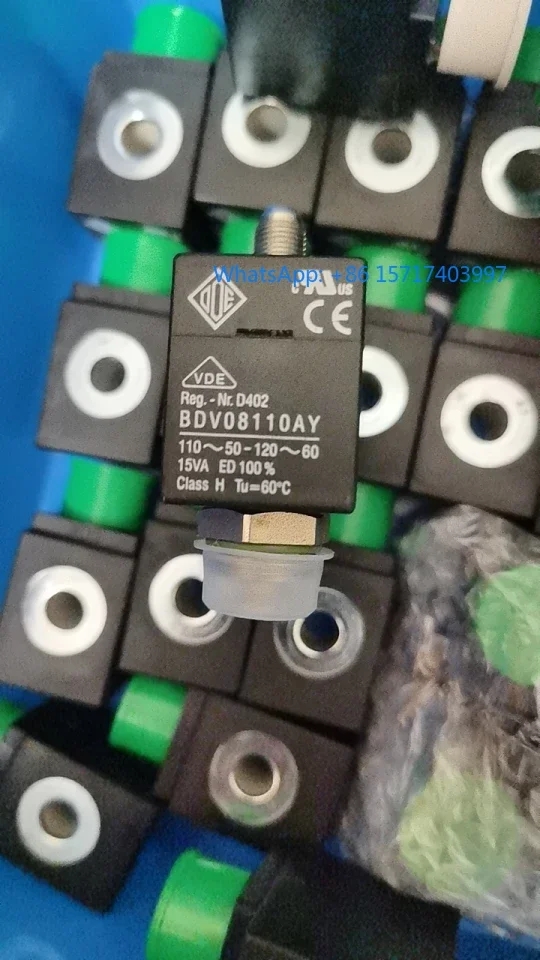 WhatsApp: +86 15717403997
ODE
c US
CE
VDE
Reg.-Nr. D402
BDV08110AY
110~50-120~60
15VA ED 100%
Class H Tu=60°C